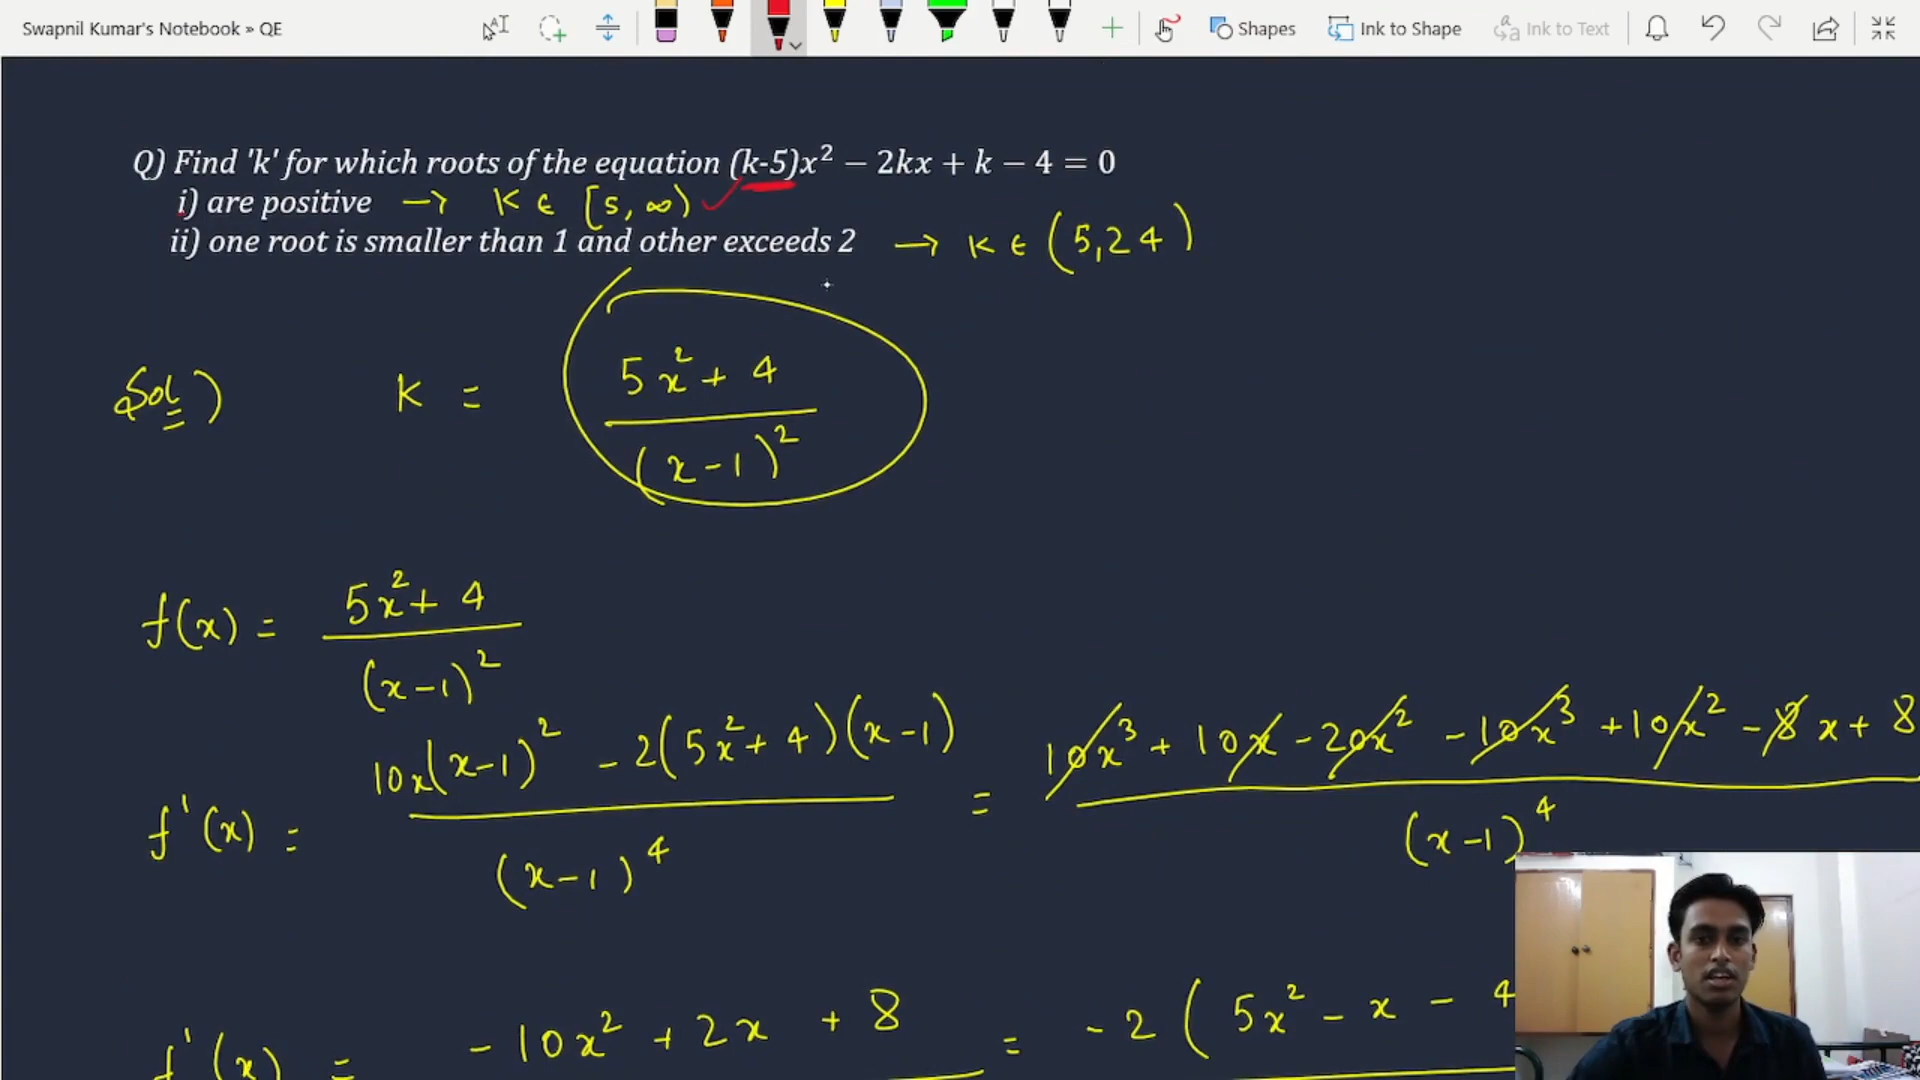 Swapnil Kumar's Notebook » QE
Shapes Ink to Shape Ink to Text
Q) Find 'k' for which roots of the equation (k-5)x² − 2kx + k − 4 = 0
i) are positive → K ∈ [5, ∞) ✓
ii) one root is smaller than 1 and other exceeds 2 → K ∈ (5,24)
Sol) K = (5x² + 4)/(x-1)²
f(x) = (5x² + 4)/(x-1)²
f'(x) = (10x(x-1)² - 2(5x² + 4)(x-1))/(x-1)⁴ = (10x³ + 10x - 20x² - 10x³ + 10x² - 8x + 8)/(x-1)⁴
f'(x) = - 10x² + 2x + 8 = - 2 ( 5x² - x - 4